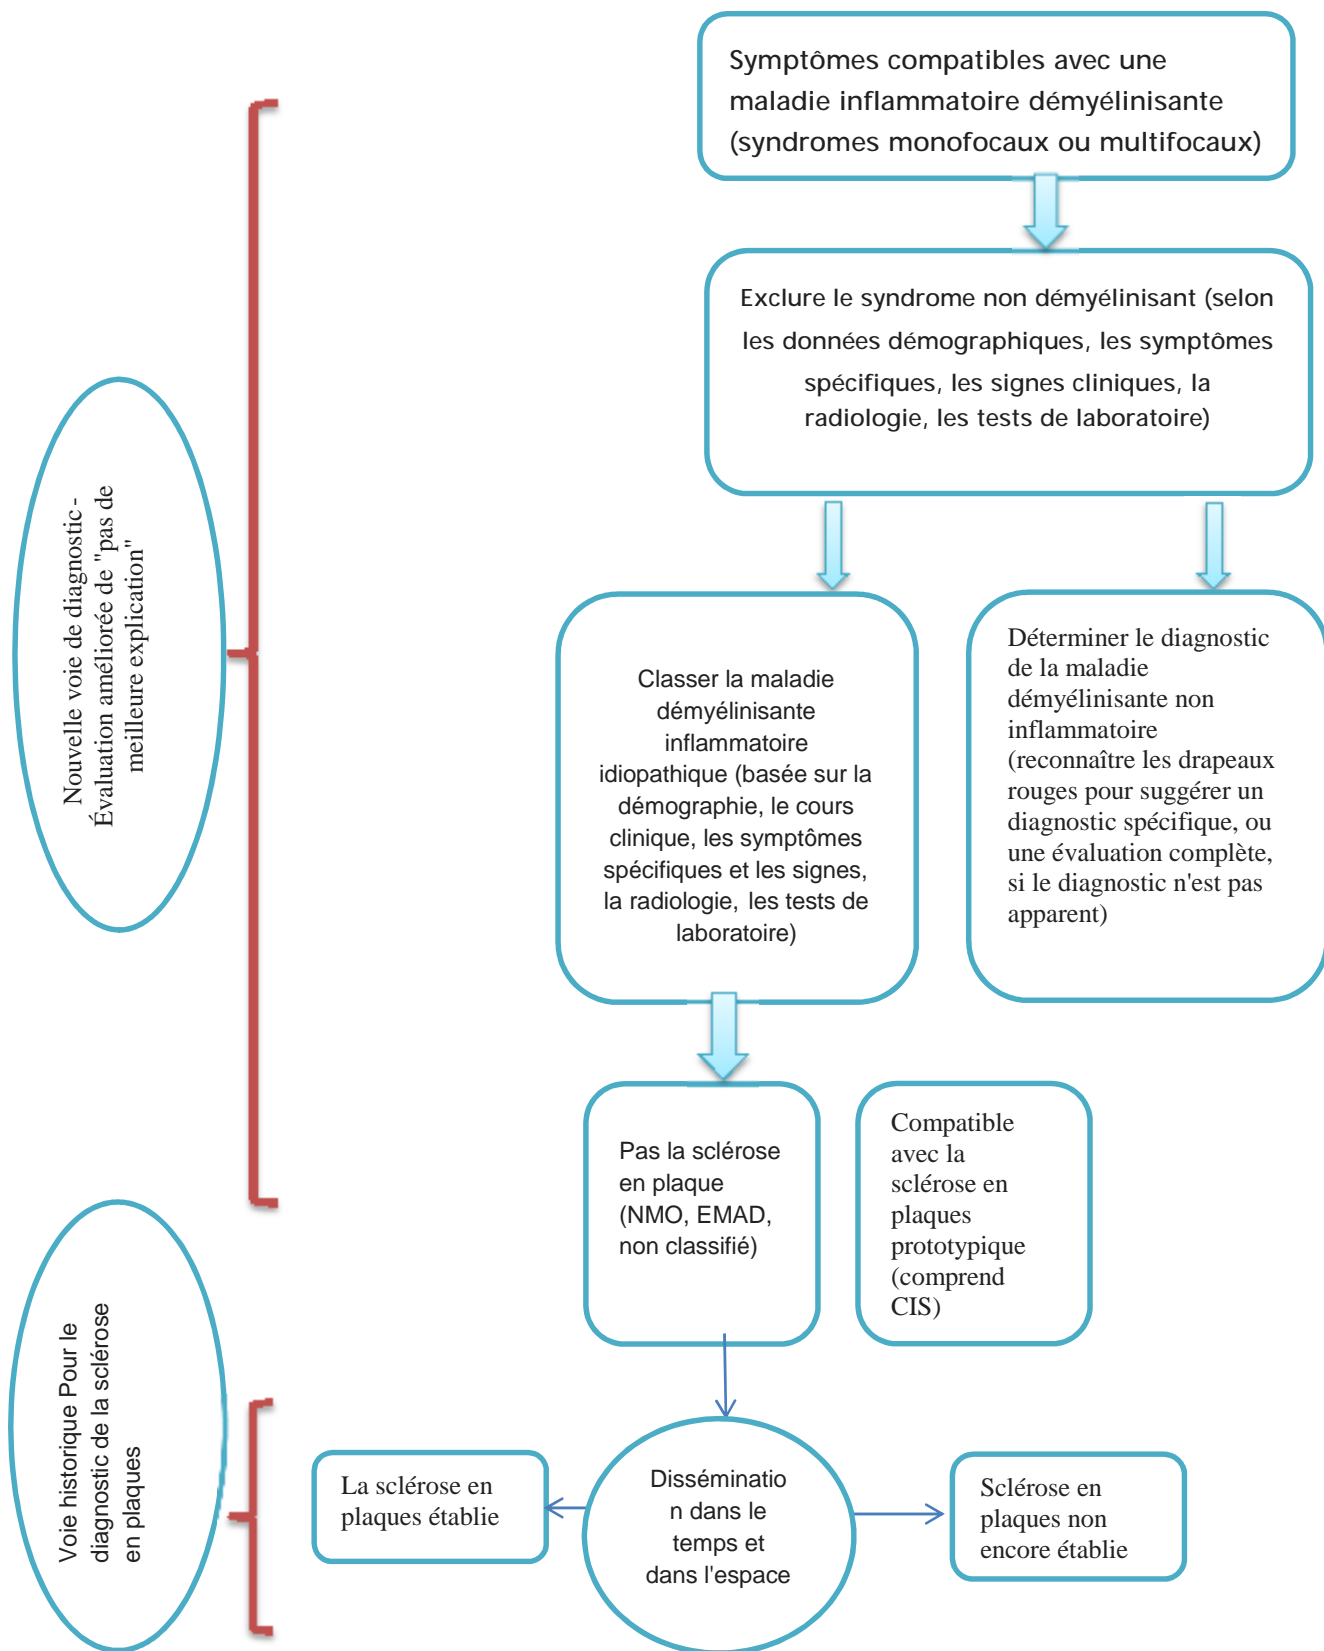 Symptômes compatibles avec une
maladie inflammatoire démyélinisante
(syndromes monofocaux ou multifocaux)
Exclure le syndrome non démyélinisant (selon
les données démographiques, les symptômes
spécifiques, les signes cliniques, la
radiologie, les tests de laboratoire)
Nouvelle voie de diagnostic -
Évaluation améliorée de "pas de
meilleure explication"
Classer la maladie
démyélinisante
inflammatoire
idiopathique (basée sur la
démographie, le cours
clinique, les symptômes
spécifiques et les signes,
la radiologie, les tests de
laboratoire)
Déterminer le diagnostic
de la maladie
démyélinisante non
inflammatoire
(reconnaître les drapeaux
rouges pour suggérer un
diagnostic spécifique, ou
une évaluation complète,
si le diagnostic n'est pas
apparent)
Pas la sclérose
en plaque
(NMO, EMAD,
non classifié)
Compatible
avec la
sclérose en
plaques
prototypique
(comprend
CIS)
Voie historique Pour le
diagnostic de la sclérose
en plaques
La sclérose en
plaques établie
Disséminatio
n dans le
temps et
dans l'espace
Sclérose en
plaques non
encore établie